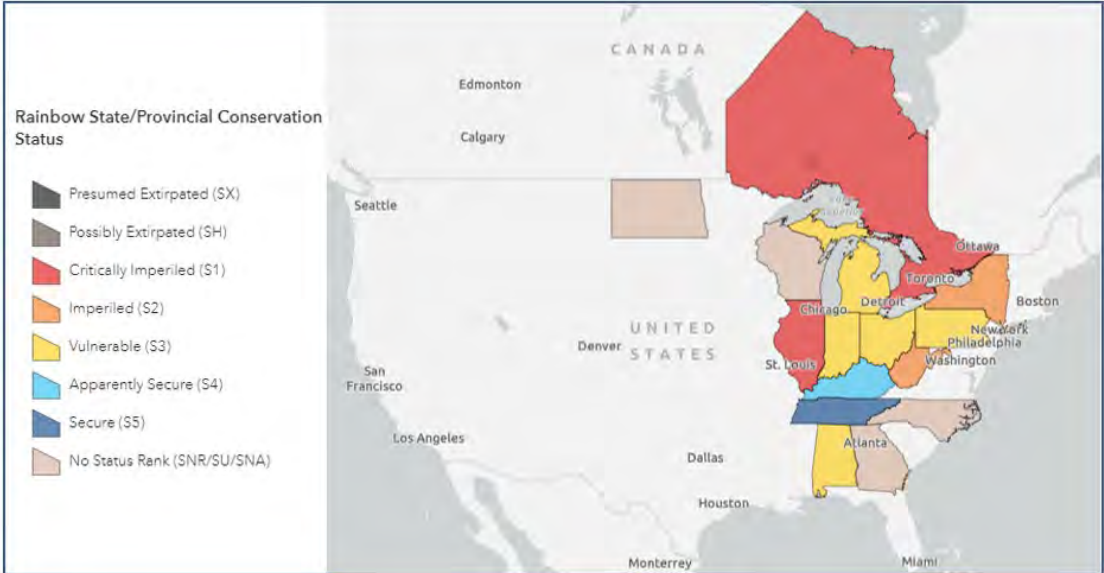 Rainbow State/Provincial Conservation
Status
Presumed Extirpated (SX)
Possibly Extirpated (SH)
Critically Imperiled (S1)
Imperiled (S2)
Vulnerable (S3)
Apparently Secure (S4)
Secure (S5)
No Status Rank (SNR/SU/SNA)
CANADA
Edmonton
Calgary
Seattle
Ottawa
Toronto
Boston
Chicago
Detroit
New York
UNITED
STATES
Philadelphia
Denver
Washington
St. Louis
San
Francisco
Los Angeles
Atlanta
Dallas
Houston
Monterrey
Miami